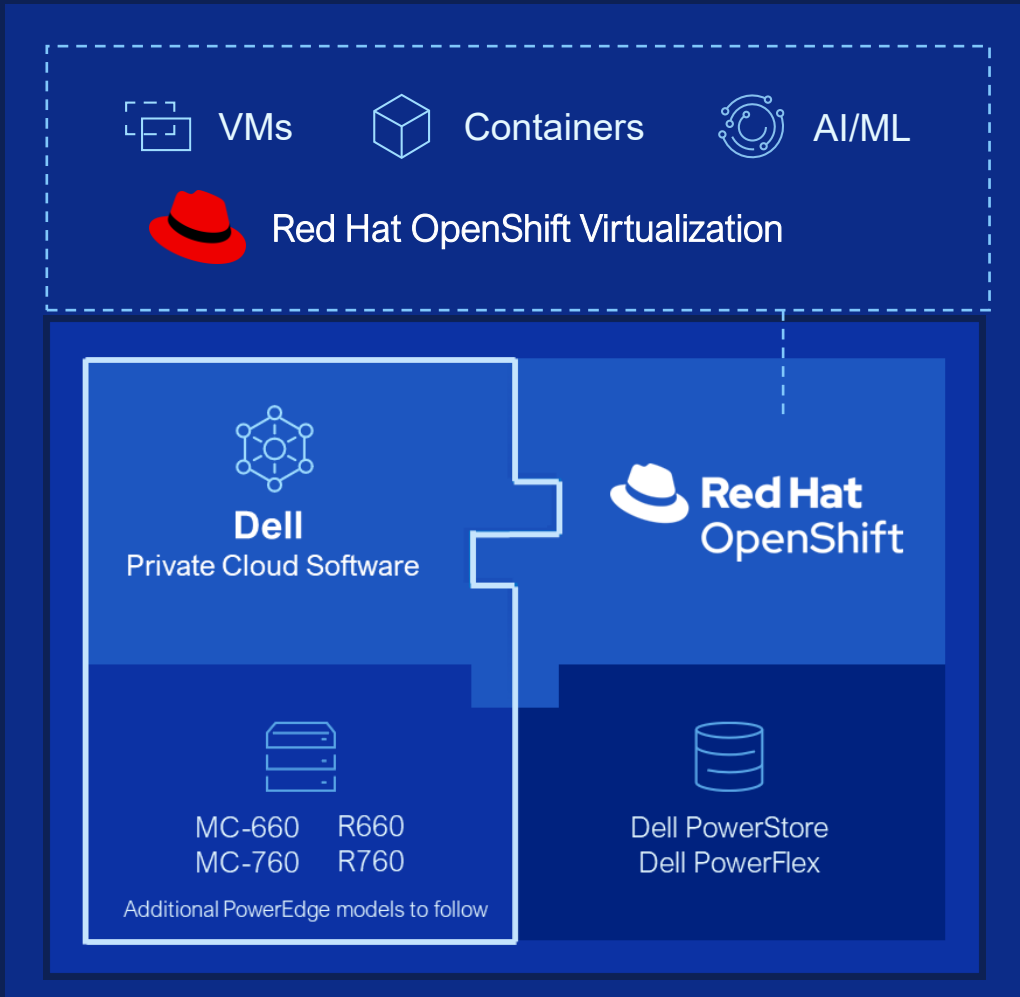 VMs
Containers
AI/ML
Red Hat OpenShift Virtualization
Dell
Private Cloud Software
Red Hat
OpenShift
MC-660 R660
MC-760 R760
Additional PowerEdge models to follow
Dell PowerStore
Dell PowerFlex